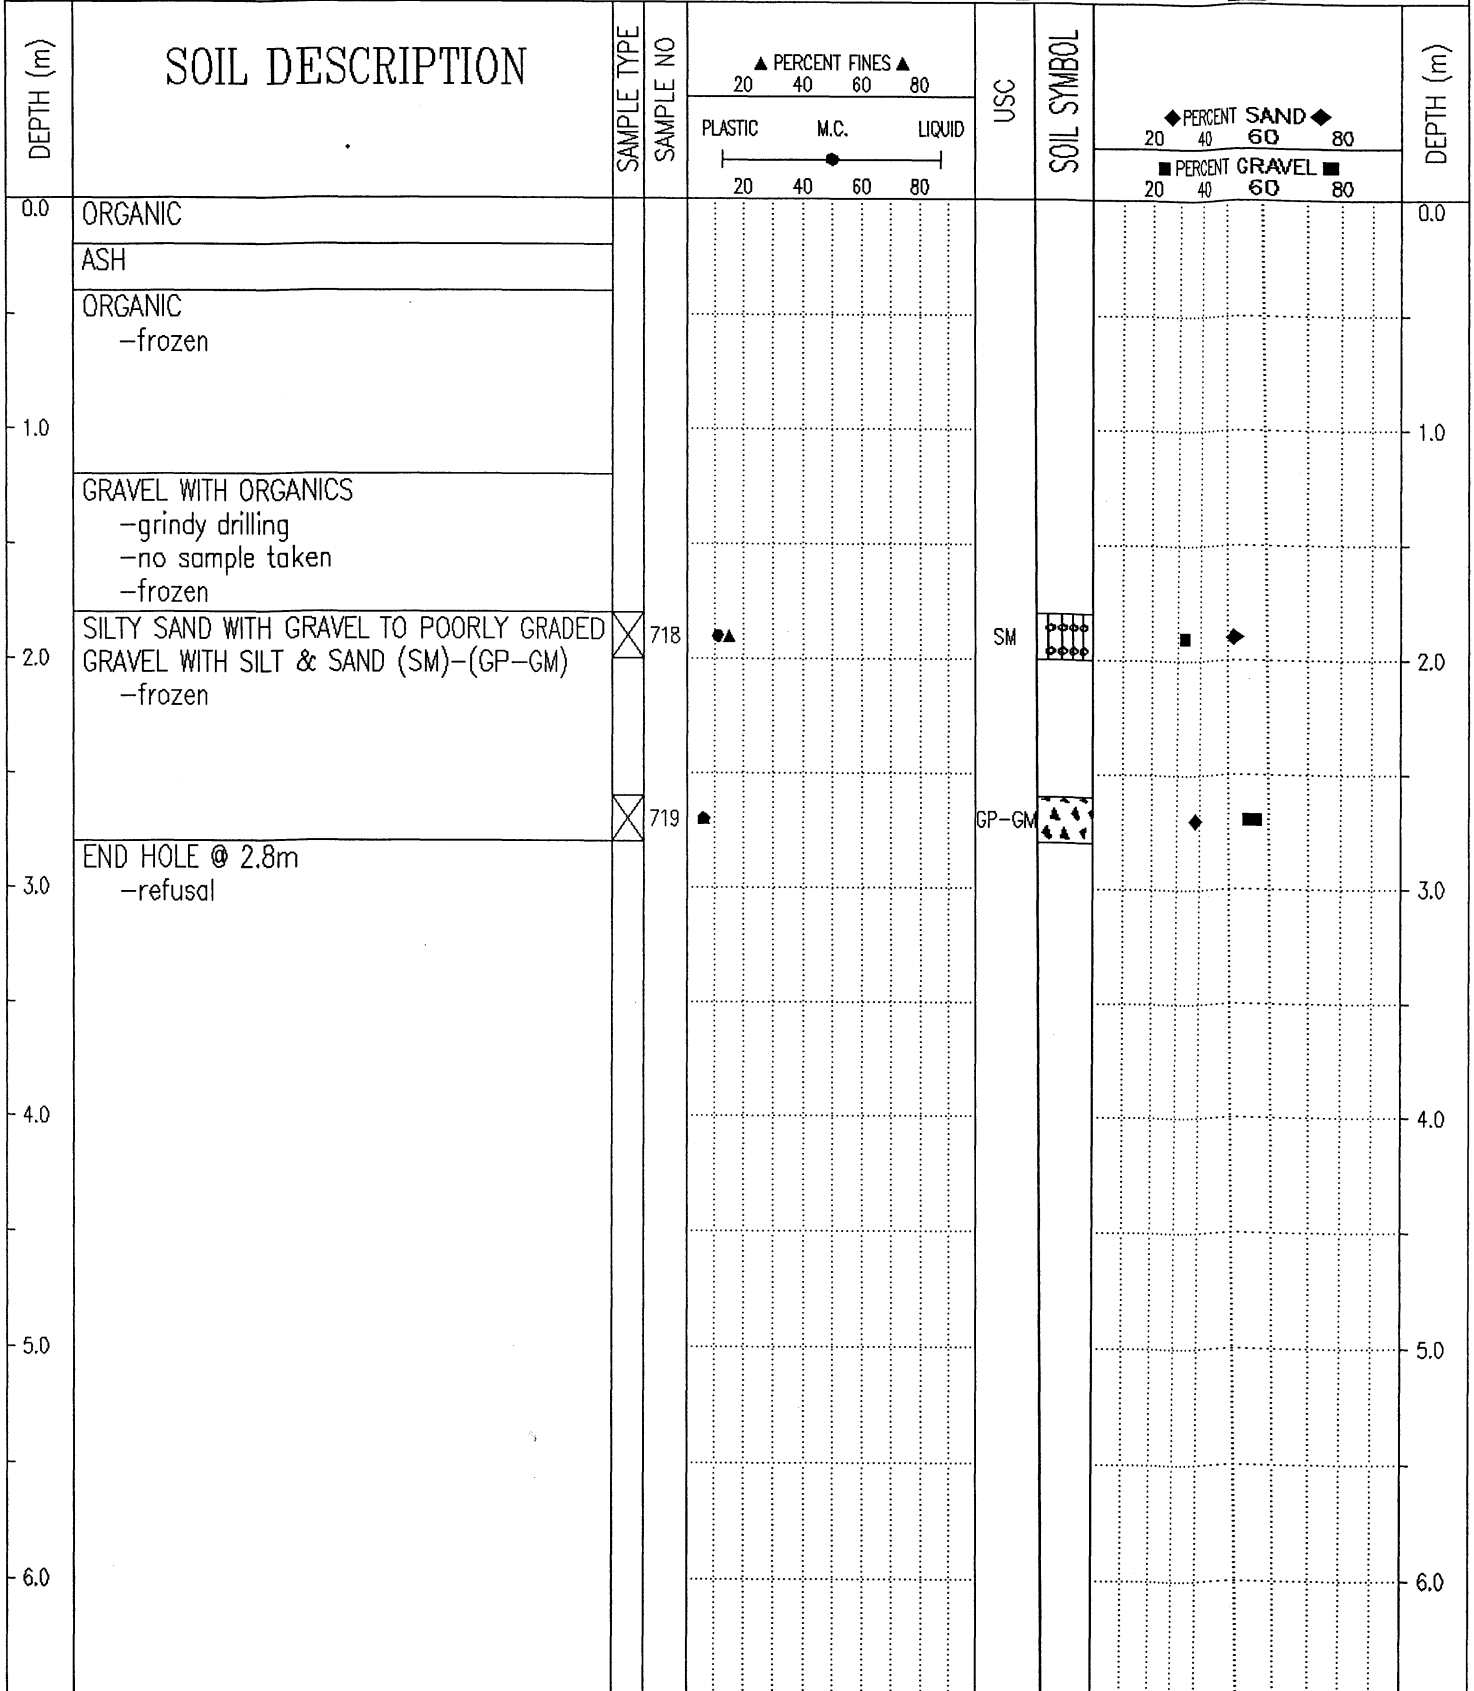 DEPTH (m)
SOIL DESCRIPTION
SAMPLE TYPE
SAMPLE NO
▲ PERCENT FINES ▲
20 40 60 80
PLASTIC M.C. LIQUID
20 40 60 80
USC
SOIL SYMBOL
◆ PERCENT SAND ◆
20 40 60 80
■ PERCENT GRAVEL ■
20 40 60 80
DEPTH (m)
0.0 ORGANIC 0.0
ASH
ORGANIC
-frozen
1.0 1.0
GRAVEL WITH ORGANICS
-grindy drilling
-no sample taken
-frozen
SILTY SAND WITH GRAVEL TO POORLY GRADED 718 SM
2.0 GRAVEL WITH SILT & SAND (SM)-(GP-GM) 2.0
-frozen
719 GP-GM
END HOLE @ 2.8m
3.0 -refusal 3.0
4.0 4.0
5.0 5.0
6.0 6.0